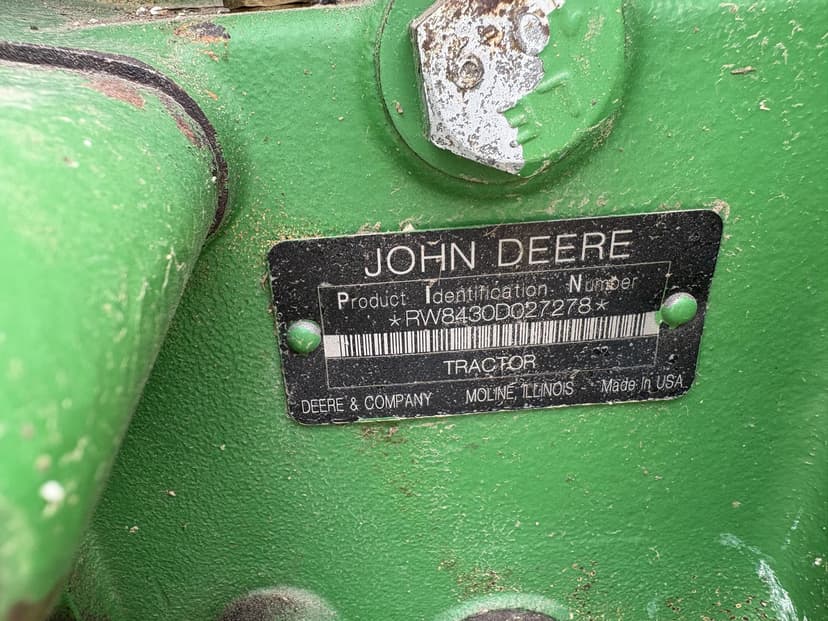 JOHN DEERE
Product Identification Number
*RW8430D027278*
TRACTOR
DEERE & COMPANY MOLINE, ILLINOIS Made In USA